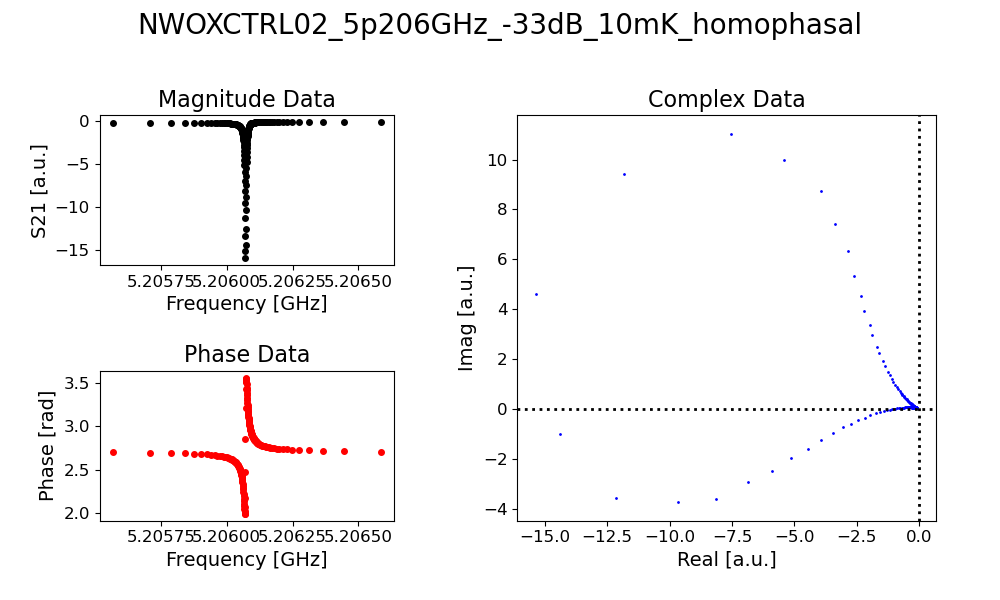 NWOXCTRL02_5p206GHz_-33dB_10mK_homophasal
Magnitude Data
0
−5
−10
−15
S21 [a.u.]
5.20575 5.20600 5.20625 5.20650
Frequency [GHz]
Phase Data
3.5
3.0
2.5
2.0
Phase [rad]
5.20575 5.20600 5.20625 5.20650
Frequency [GHz]
Complex Data
10
8
6
4
2
0
−2
−4
Imag [a.u.]
−15.0 −12.5 −10.0 −7.5 −5.0 −2.5 0.0
Real [a.u.]